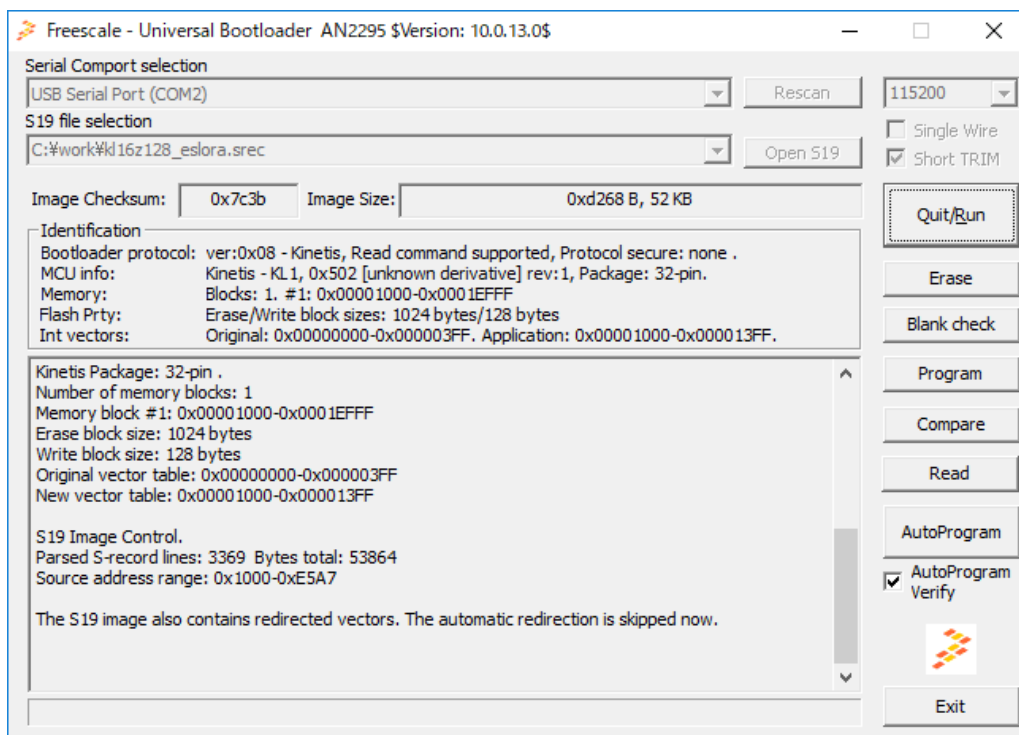 Freescale - Universal Bootloader AN2295 $Version: 10.0.13.0$
Serial Comport selection
USB Serial Port (COM2)
Rescan
115200
S19 file selection
Single Wire
C:¥work¥kl16z128_eslora.srec
Open S19
Short TRIM
Image Checksum: 0x7c3b Image Size: 0xd268 B, 52 KB
Quit/Run
Identification
Bootloader protocol: ver:0x08 - Kinetis, Read command supported, Protocol secure: none .
MCU info: Kinetis - KL1, 0x502 [unknown derivative] rev:1, Package: 32-pin.
Memory: Blocks: 1. #1: 0x00001000-0x0001EFFF
Flash Prty: Erase/Write block sizes: 1024 bytes/128 bytes
Int vectors: Original: 0x00000000-0x000003FF. Application: 0x00001000-0x000013FF.
Erase
Blank check
Kinetis Package: 32-pin .
Number of memory blocks: 1
Memory block #1: 0x00001000-0x0001EFFF
Erase block size: 1024 bytes
Write block size: 128 bytes
Original vector table: 0x00000000-0x000003FF
New vector table: 0x00001000-0x000013FF
S19 Image Control.
Parsed S-record lines: 3369 Bytes total: 53864
Source address range: 0x1000-0xE5A7
The S19 image also contains redirected vectors. The automatic redirection is skipped now.
Program
Compare
Read
AutoProgram
AutoProgram
Verify
Exit